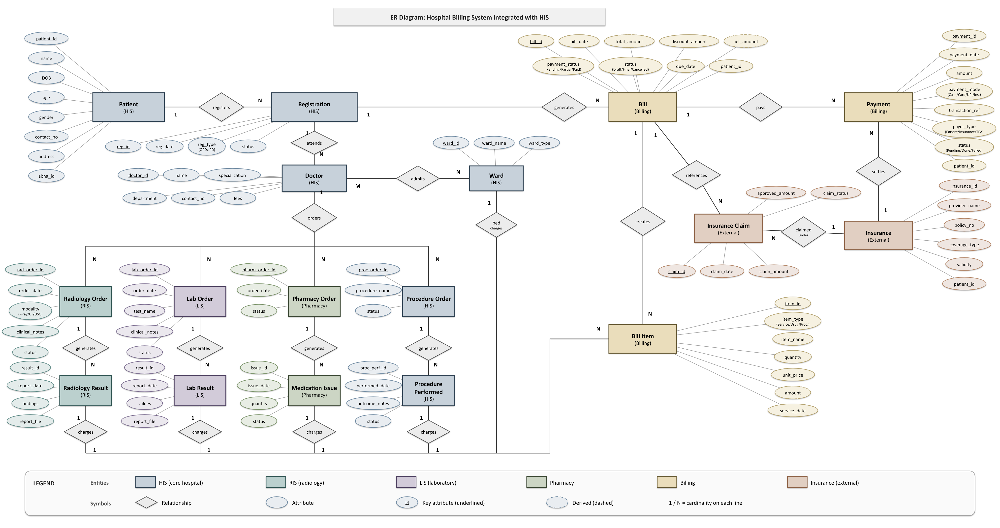 ER Diagram: Hospital Billing System Integrated with HIS
patient_id
name
DOB
age
gender
contact_no
address
abha_id
Patient
(HIS)
1
registers
N
Registration
(HIS)
1
reg_id
reg_date
reg_type
(OPD/IPD)
status
1
attends
N
generates
N
bill_id
bill_date
total_amount
discount_amount
net_amount
payment_status
(Pending/Partial/Paid)
status
(Draft/Final/Cancelled)
due_date
patient_id
Bill
(Billing)
1
pays
N
Payment
(Billing)
payment_id
payment_date
amount
payment_mode
(Cash/Card/UPI/Ins.)
transaction_ref
payer_type
(Patient/Insurance/TPA)
status
(Pending/Done/Failed)
patient_id
doctor_id
name
specialization
department
contact_no
fees
Doctor
(HIS)
M
admits
N
ward_id
ward_name
ward_type
Ward
(HIS)
1
bed
charges
1
orders
1
creates
N
1
references
N
N
settles
1
approved_amount
claim_status
Insurance Claim
(External)
claim_id
claim_date
claim_amount
N
claimed
under
1
Insurance
(External)
insurance_id
provider_name
policy_no
coverage_type
validity
patient_id
N
N
N
N
rad_order_id
order_date
modality
(X-ray/CT/USG)
clinical_notes
status
Radiology Order
(RIS)
lab_order_id
order_date
test_name
clinical_notes
status
Lab Order
(LIS)
pharm_order_id
order_date
status
Pharmacy Order
(Pharmacy)
proc_order_id
procedure_name
status
Procedure Order
(HIS)
1
generates
N
1
generates
N
1
generates
N
1
generates
N
result_id
report_date
findings
report_file
Radiology Result
(RIS)
result_id
report_date
values
report_file
Lab Result
(LIS)
issue_id
issue_date
quantity
status
Medication Issue
(Pharmacy)
proc_perf_id
performed_date
outcome_notes
status
Procedure
Performed
(HIS)
1
charges
1
1
charges
1
1
charges
1
1
charges
1
N
Bill Item
(Billing)
item_id
item_type
(Service/Drug/Proc.)
item_name
quantity
unit_price
amount
service_date
LEGEND
Entities
HIS (core hospital)
RIS (radiology)
LIS (laboratory)
Pharmacy
Billing
Insurance (external)
Symbols
Relationship
Attribute
id
Key attribute (underlined)
Derived (dashed)
1 / N = cardinality on each line